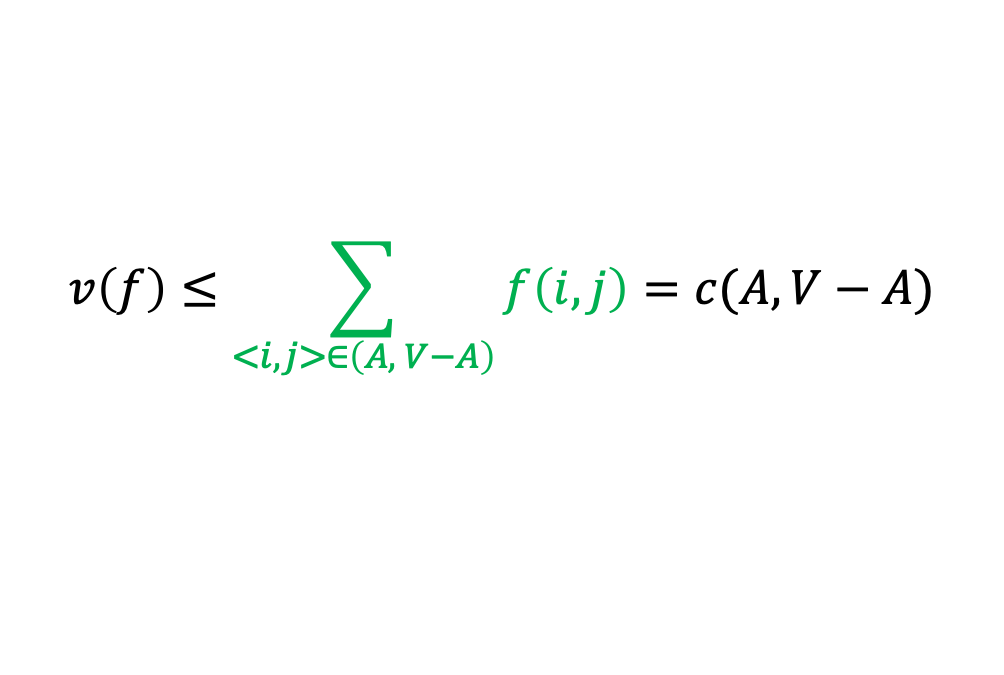 v(f) ≤ ∑ f(i,j) = c(A,V − A)
<i,j>∈(A, V−A)